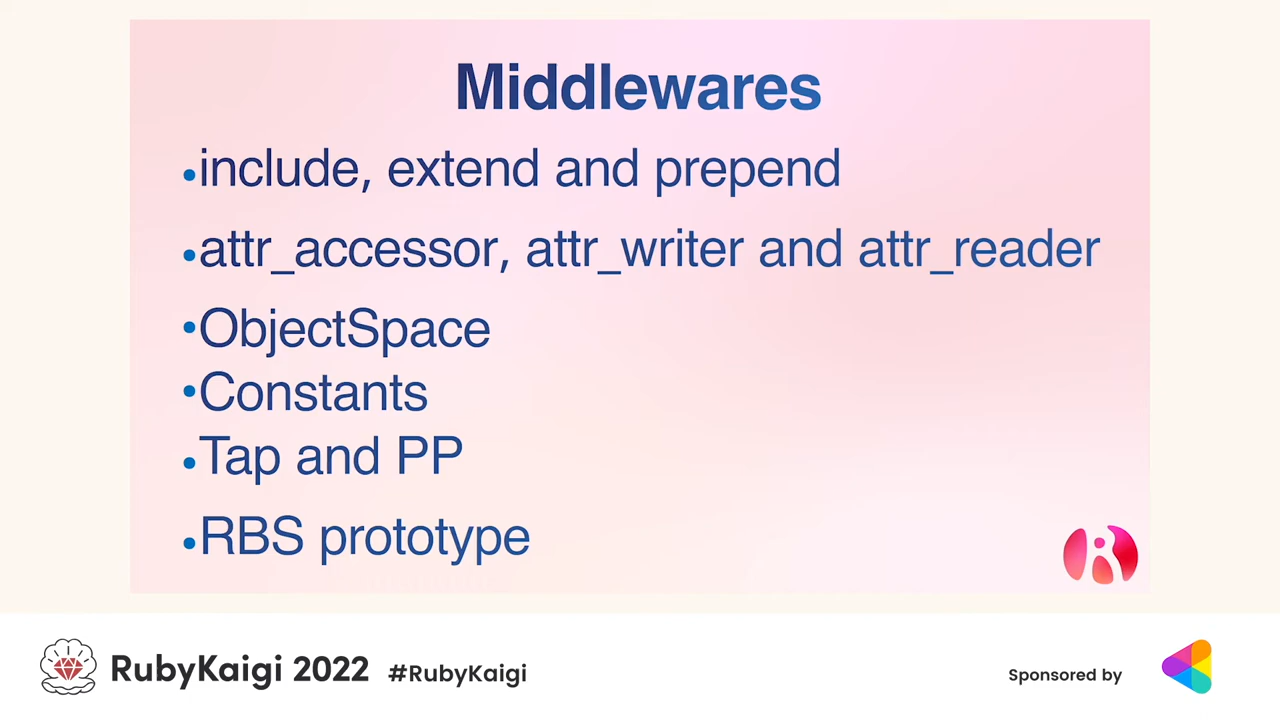 Middlewares
•include, extend and prepend
•attr_accessor, attr_writer and attr_reader
•ObjectSpace
•Constants
•Tap and PP
•RBS prototype
R
RubyKaigi 2022 #RubyKaigi
Sponsored by